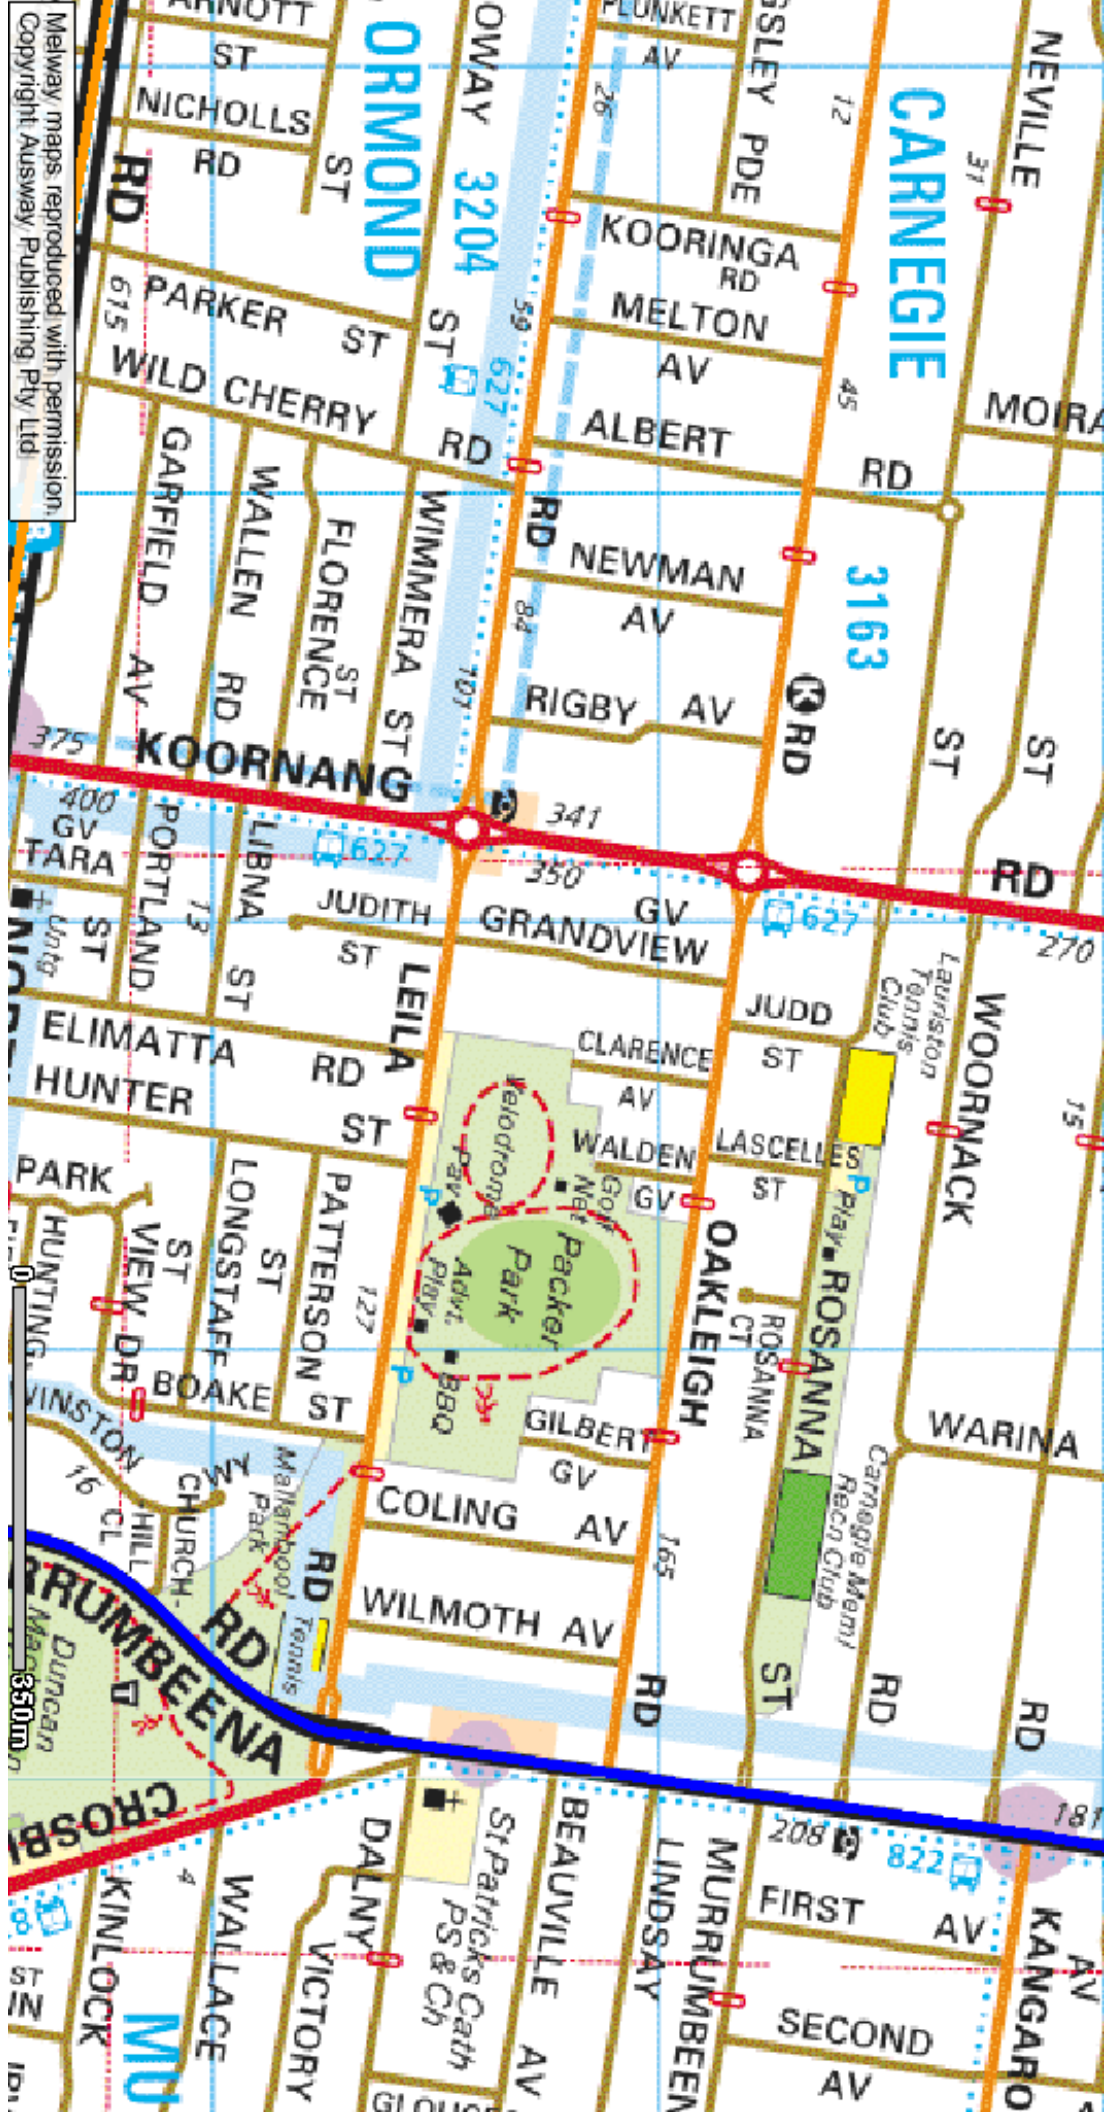 Melway maps reproduced with permission.
Copyright Ausway Publishing Pty Ltd
ARNOTT
ST
NICHOLLS
RD
ST
RD
ORMOND
3204
OWAY
ST
PLUNKETT
AV
26
PDE
12
CARNEGIE
3163
NEVILLE
31
ST
KOORINGA
RD
MELTON
AV
59
627
45
ALBERT
RD
MOIRA
615
PARKER
ST
WILD CHERRY
RD
GARFIELD
AV
WALLEN
RD
FLORENCE
ST
WIMMERA
ST
RD
NEWMAN
AV
84
107
RIGBY
AV
RD
ST
375
KOORNANG
RD
400
341
350
270
GV
TARA
ST
PORTLAND
13
LIBNA
ST
627
JUDITH
ST
GRANDVIEW
GV
627
Untg
LEILA
RD
ELIMATTA
RD
HUNTER
ST
CLARENCE
AV
WALDEN
GV
JUDD
ST
LASCELLES
ST
Lauriston
Tennis
Club
WOORNACK
RD
15
Velodrome
Pav
P
Golf
Net
Packer
Park
Advt.
Play
P
BBQ
P
Play
OAKLEIGH
RD
ROSANNA
CT
ROSANNA
ST
PARK
HUNTING
VIEW DR
ST
LONGSTAFF
ST
PATTERSON
ST
127
BOAKE
GILBERT
GV
WARINA
RD
WINSTON
WY
16
CL
HILL
CHURCH-
Mallanbool
Park
Tennis
COLING
AV
WILMOTH
AV
165
Carnegie Meml
Recn Club
RRUMBEENA
RD
Duncan
CROSBI
4
KINLOCK
WALLACE
VICTORY
DALNY
St Patricks Cath
PS & Ch
BEAUVILLE
AV
LINDSAY
MURRUMBEEN
208
822
181
FIRST
AV
SECOND
AV
KANGARO
AV
MU
ST
0
350m